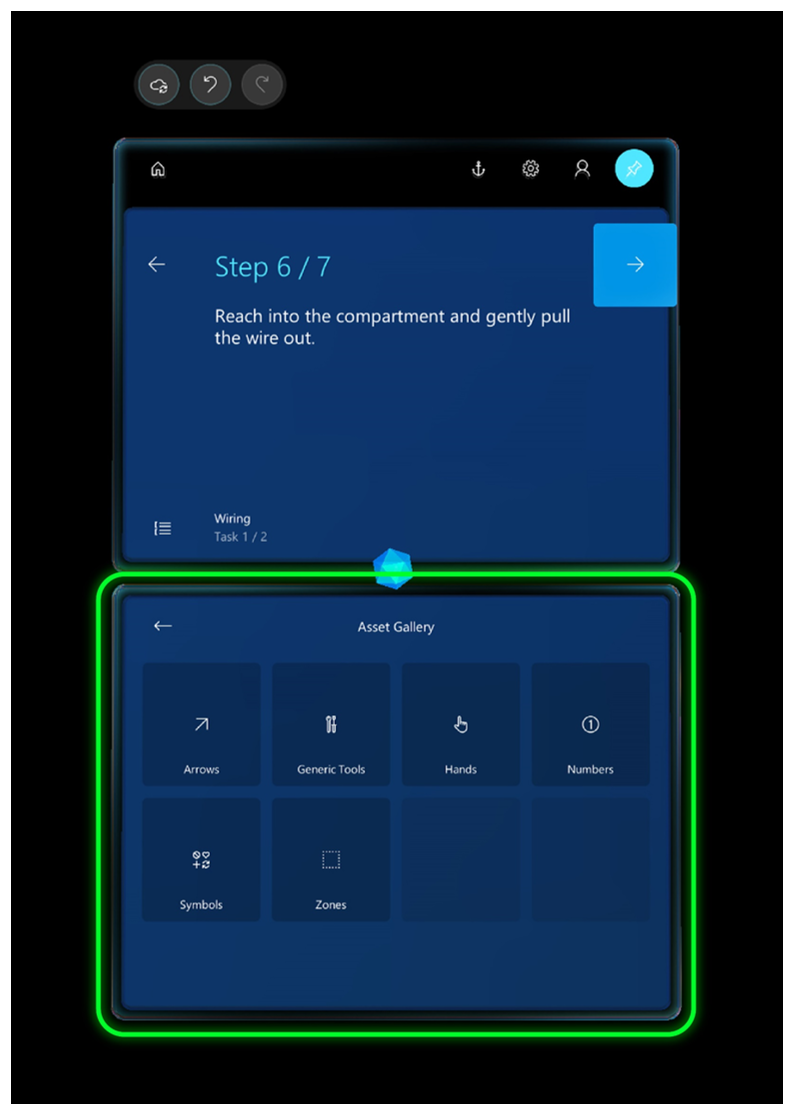 Step 6 / 7
Reach into the compartment and gently pull
the wire out.
Wiring
Task 1 / 2
Asset Gallery
Arrows
Generic Tools
Hands
1
Numbers
Symbols
Zones